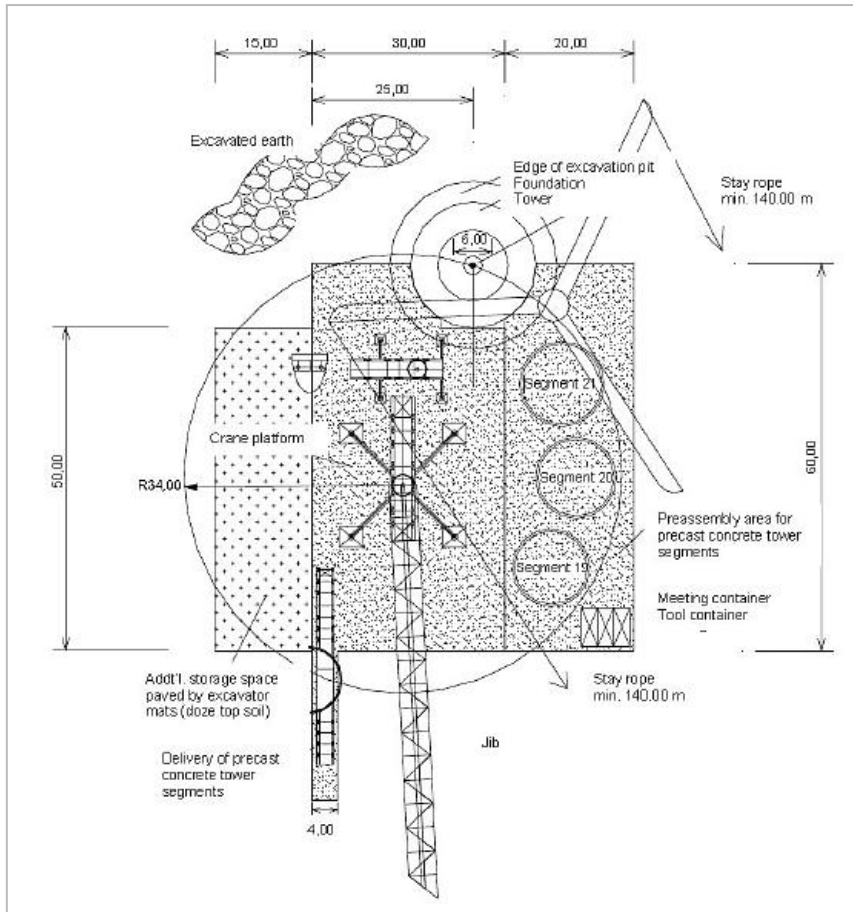 15,00
30,00
20,00
25,00
Excavated earth
Edge of excavation pit
Foundation
Tower
Stay rope
min. 140.00 m
6,00
Segment 21
Crane platform
50,00
60,00
R34,00
Segment 20
Preassembly area for
precast concrete tower
segments
Segment 19
Meeting container
Tool container
Addt'l. storage space
paved by excavator
mats (doze top soil)
Stay rope
min. 140.00 m
Jib
Delivery of precast
concrete tower
segments
4,00